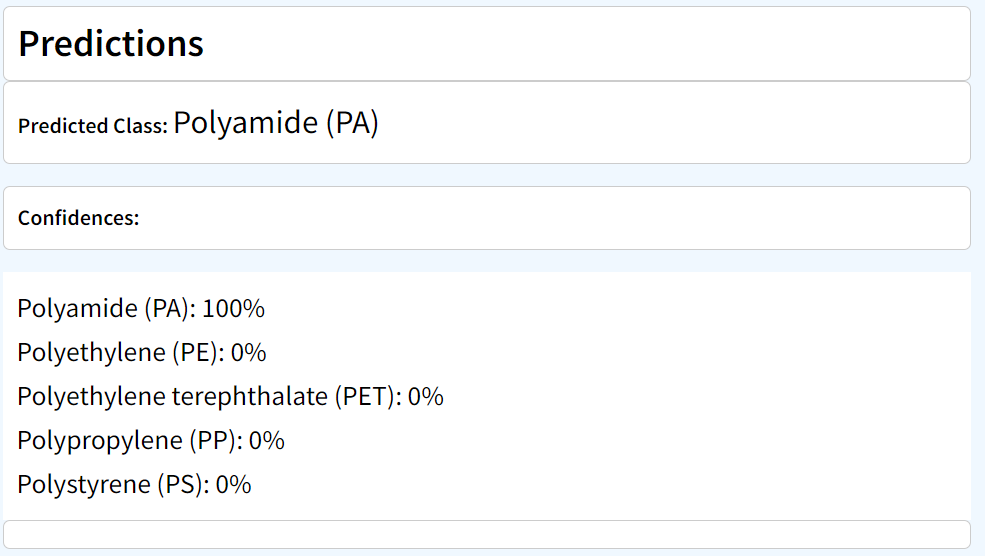 Predictions
Predicted Class: Polyamide (PA)
Confidences:
Polyamide (PA): 100%
Polyethylene (PE): 0%
Polyethylene terephthalate (PET): 0%
Polypropylene (PP): 0%
Polystyrene (PS): 0%